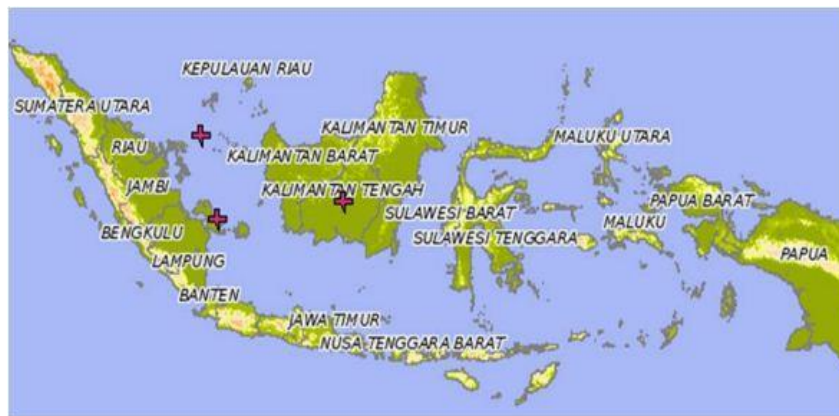 KEPULAUAN RIAU
SUMATERA UTARA
KALIMANTAN TIMUR
MALUKU UTARA
RIAU
KALIMANTAN BARAT
JAMBI
KALIMANTAN TENGAH
PAPUA BARAT
SULAWESI BARAT
MALUKU
BENGKULU
SULAWESI TENGGARA
PAPUA
LAMPUNG
BANTEN
JAWA TIMUR
NUSA TENGGARA BARAT